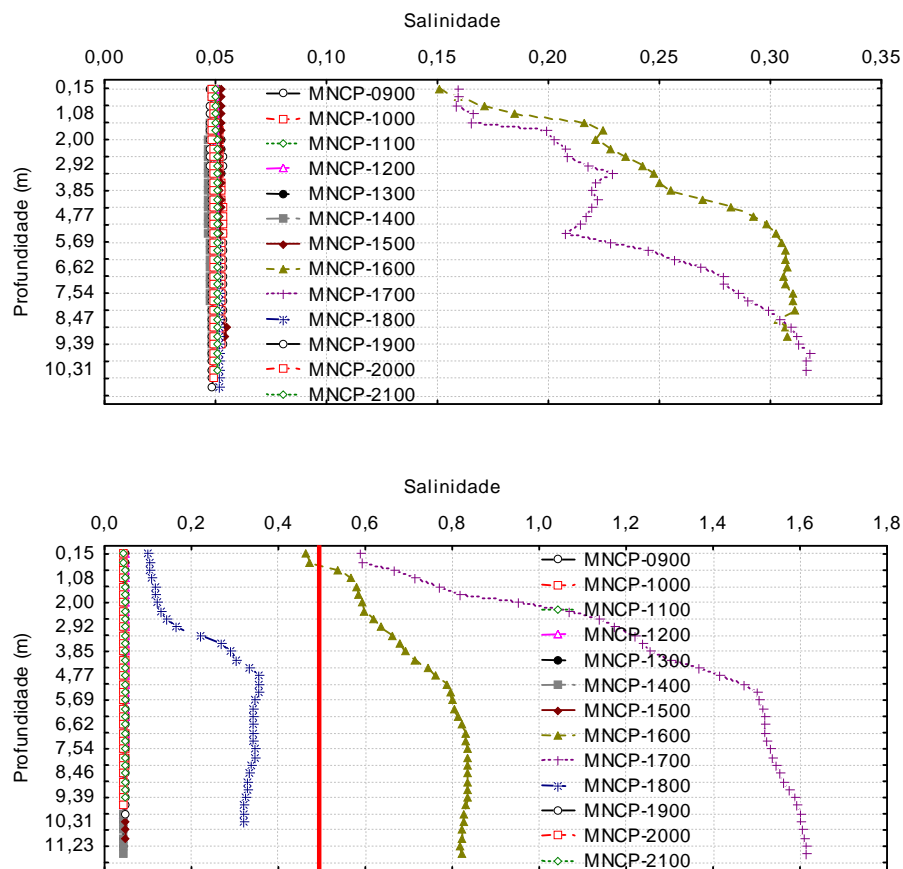 Salinidade
0,00 0,05 0,10 0,15 0,20 0,25 0,30 0,35
Profundidade (m)
0,15
1,08
2,00
2,92
3,85
4,77
5,69
6,62
7,54
8,47
9,39
10,31
MNCP-0900
MNCP-1000
MNCP-1100
MNCP-1200
MNCP-1300
MNCP-1400
MNCP-1500
MNCP-1600
MNCP-1700
MNCP-1800
MNCP-1900
MNCP-2000
MNCP-2100
Salinidade
0,0 0,2 0,4 0,6 0,8 1,0 1,2 1,4 1,6 1,8
Profundidade (m)
0,15
1,08
2,00
2,92
3,85
4,77
5,69
6,62
7,54
8,46
9,39
10,31
11,23
MNCP-0900
MNCP-1000
MNCP-1100
MNCP-1200
MNCP-1300
MNCP-1400
MNCP-1500
MNCP-1600
MNCP-1700
MNCP-1800
MNCP-1900
MNCP-2000
MNCP-2100